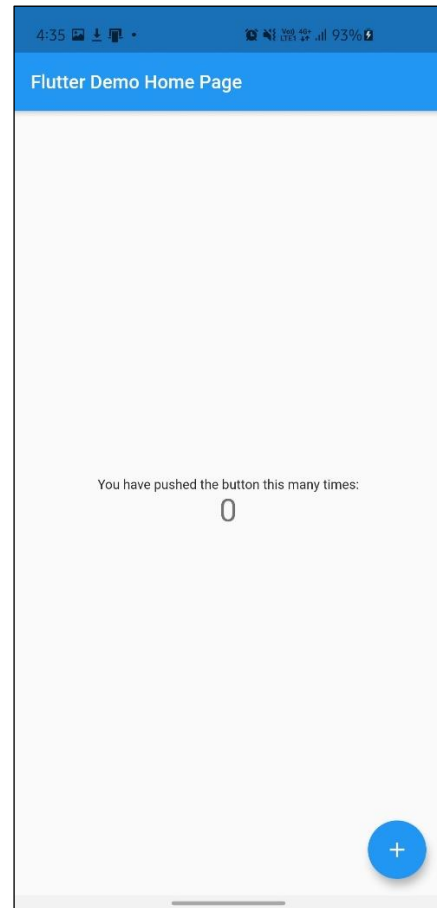 4:35 93%
Flutter Demo Home Page
You have pushed the button this many times:
0
+